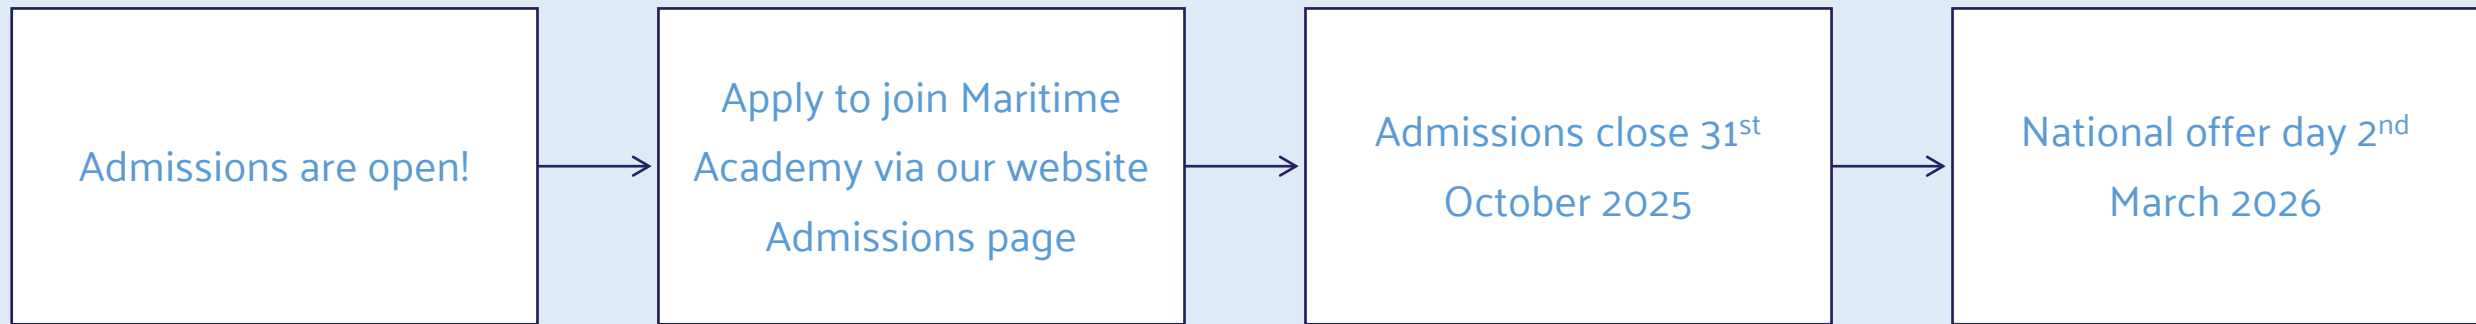 Admissions are open!
Apply to join Maritime
Academy via our website
Admissions page
Admissions close 31st
October 2025
National offer day 2nd
March 2026